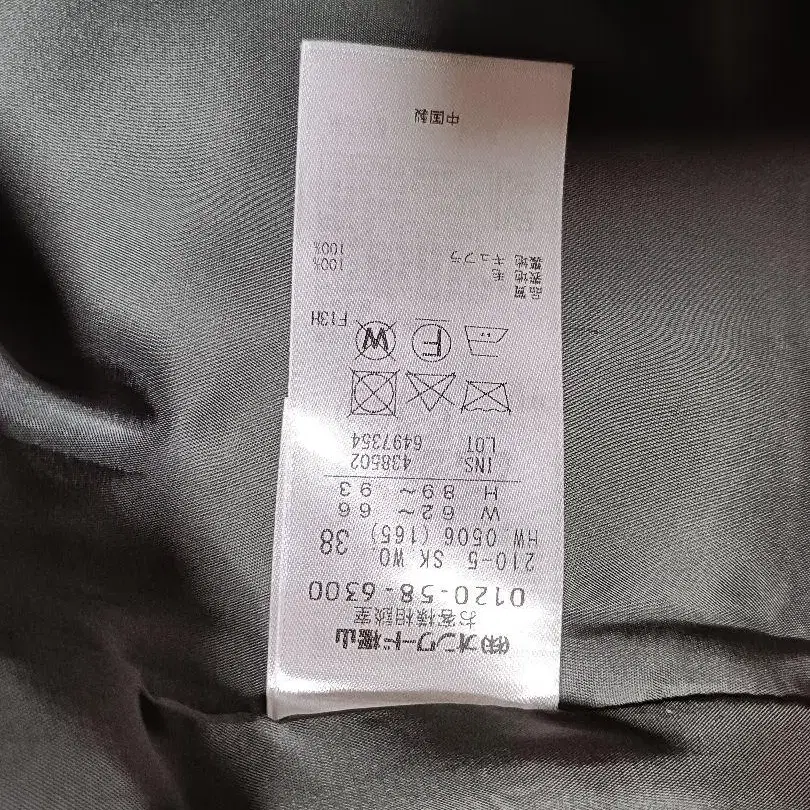 ㈱オンワード樫山
お客様相談室
0120-58-6300
210-5 SK WO.
HW 0506 (165) 38
W 62～66
H 89～93
INS 438502
LOT 6497354
F W F13H
品質
表地 毛 100%
裏地 キュプラ 100%
中国製